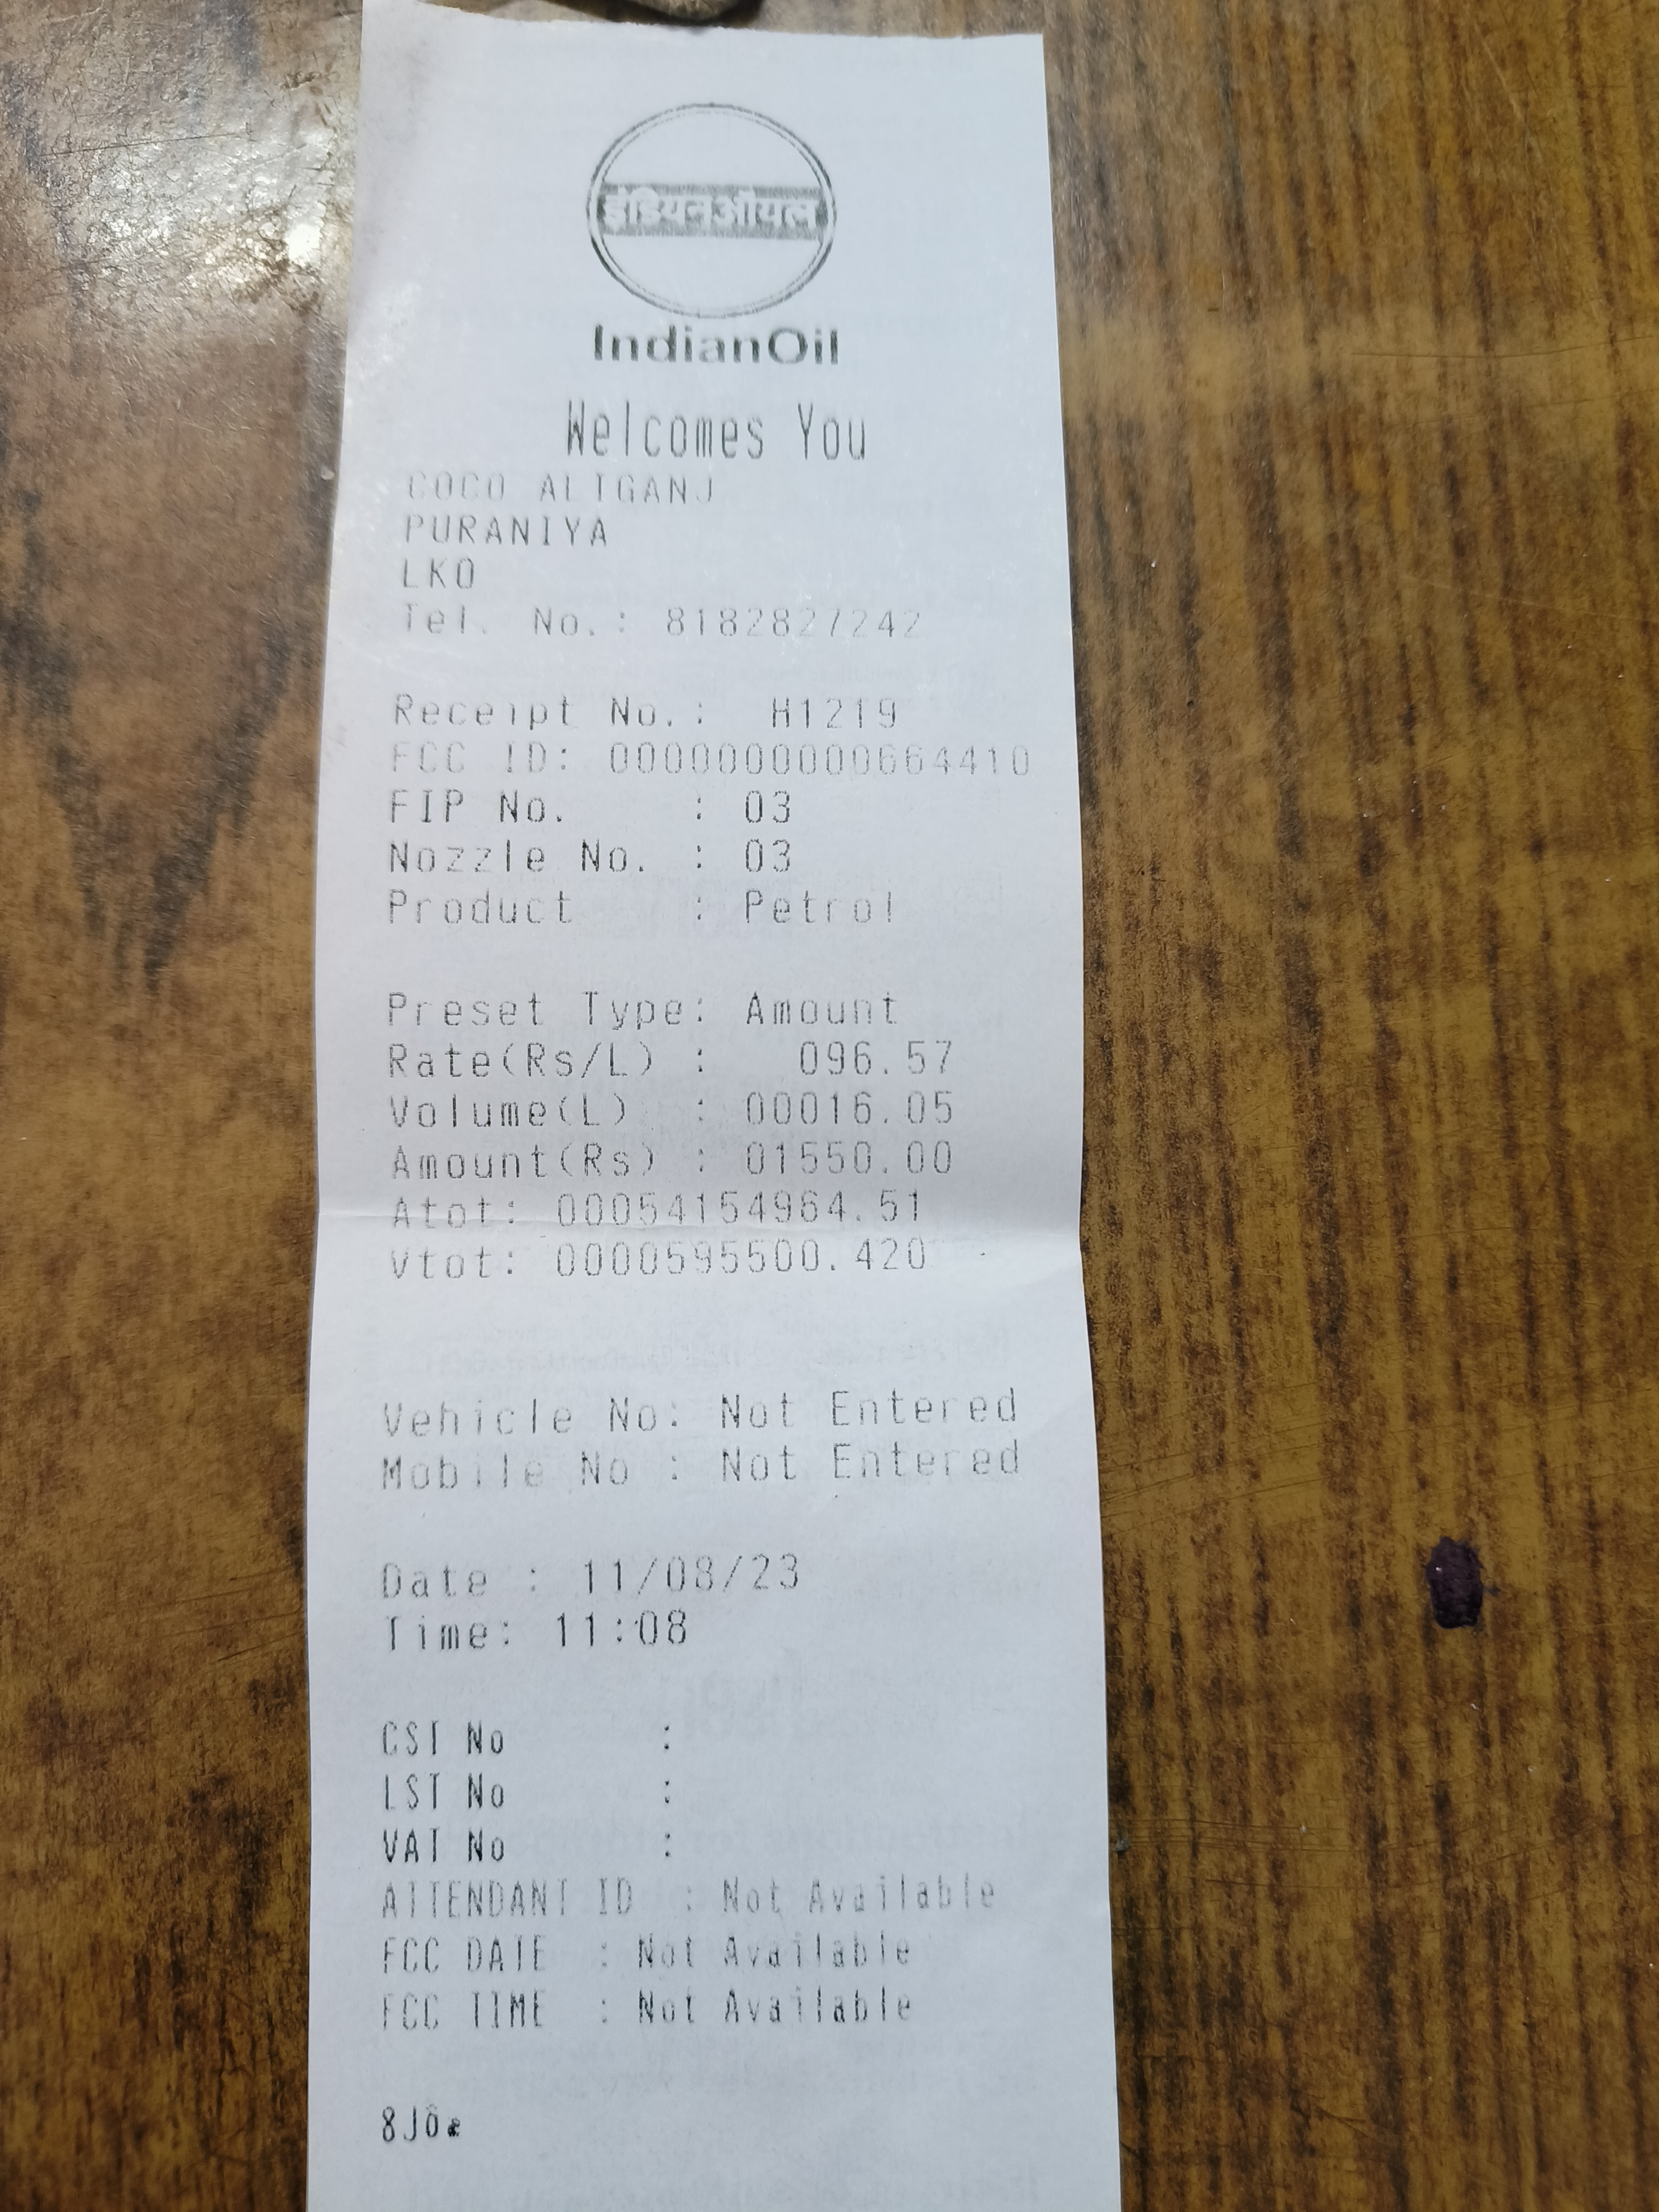 इंडियनऑयल
IndianOil
Welcomes You
COCO ALIGANJ
PURANIYA
LKO
Tel. No.: 8182827242
Receipt No.: H1219
FCC ID: 0000000000664410
FIP No. : 03
Nozzle No. : 03
Product : Petrol
Preset Type: Amount
Rate(Rs/L) : 096.57
Volume(L) : 00016.05
Amount(Rs) : 01550.00
Atot: 00054154964.51
Vtot: 0000595500.420
Vehicle No: Not Entered
Mobile No : Not Entered
Date : 11/08/23
Time: 11:08
CST No :
LST No :
VAT No :
ATTENDANT ID : Not Available
FCC DATE : Not Available
FCC TIME : Not Available